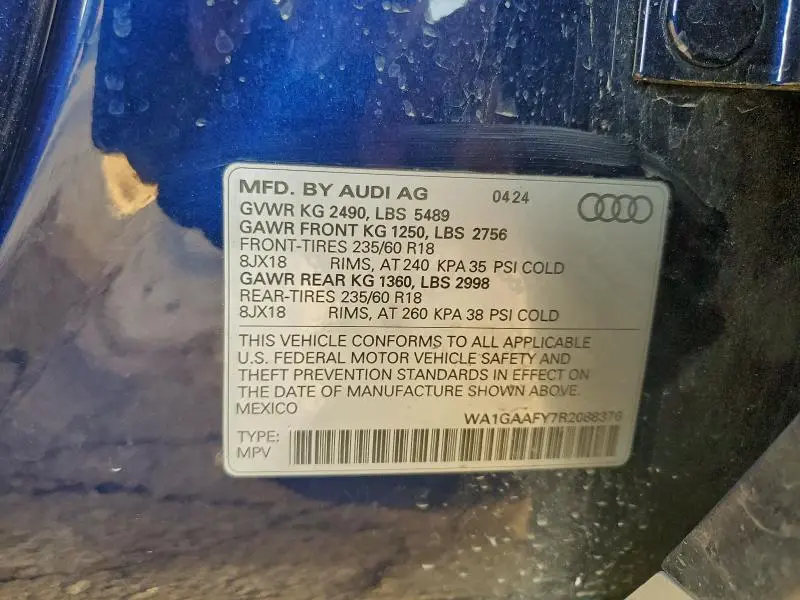 MFD. BY AUDI AG 0424
GVWR KG 2490, LBS 5489
GAWR FRONT KG 1250, LBS 2756
FRONT-TIRES 235/60 R18
8JX18 RIMS, AT 240 KPA 35 PSI COLD
GAWR REAR KG 1360, LBS 2998
REAR-TIRES 235/60 R18
8JX18 RIMS, AT 260 KPA 38 PSI COLD
THIS VEHICLE CONFORMS TO ALL APPLICABLE
U.S. FEDERAL MOTOR VEHICLE SAFETY AND
THEFT PREVENTION STANDARDS IN EFFECT ON
THE DATE OF MANUFACTURE SHOWN ABOVE.
MEXICO WA1GAAFY7R2088376
TYPE:
MPV